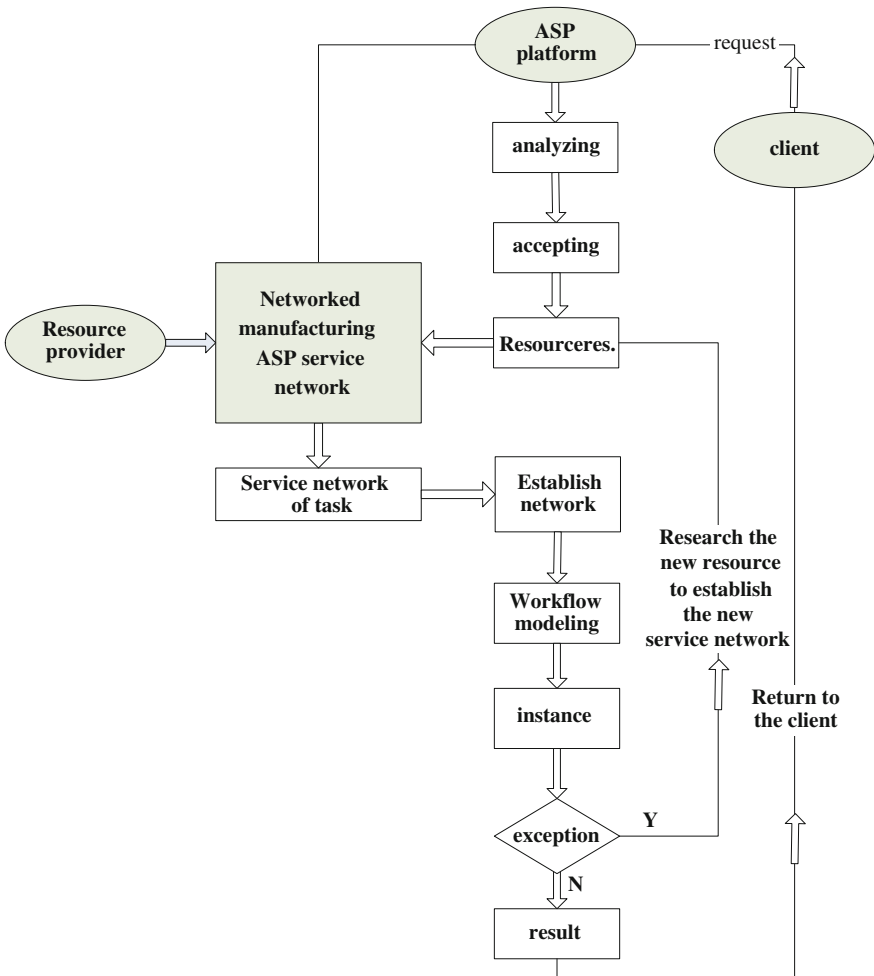 ASP
platform
request
analyzing
client
accepting
Networked
manufacturing
ASP service
network
Resource
provider
Resourceres.
Service network
of task
Establish
network
Research the
new resource
to establish
the new
service network
Workflow
modeling
instance
Return to
the client
exception
Y
N
result